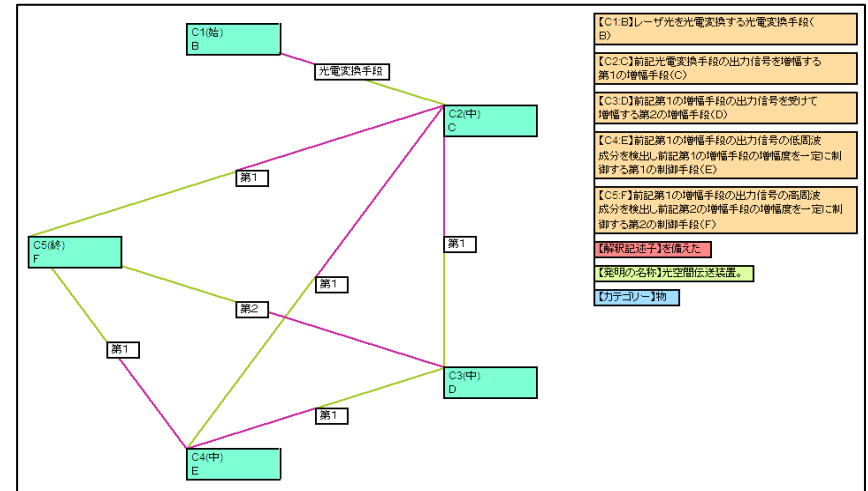 C1(始)
B
光電変換手段
C2(中)
C
第1
C5(終)
F
第1
第1
第2
第1
C3(中)
D
第1
C4(中)
E
【C1:B】レーザ光を光電変換する光電変換手段(
B)
【C2:C】前記光電変換手段の出力信号を増幅する
第1の増幅手段(C)
【C3:D】前記第1の増幅手段の出力信号を受けて
増幅する第2の増幅手段(D)
【C4:E】前記第1の増幅手段の出力信号の低周波
成分を検出し前記第1の増幅手段の増幅度を一定に制
御する第1の制御手段(E)
【C5:F】前記第1の増幅手段の出力信号の高周波
成分を検出し前記第2の増幅手段の増幅度を一定に制
御する第2の制御手段(F)
【解釈記述子】を備えた
【発明の名称】光空間伝送装置。
【カテゴリー】物